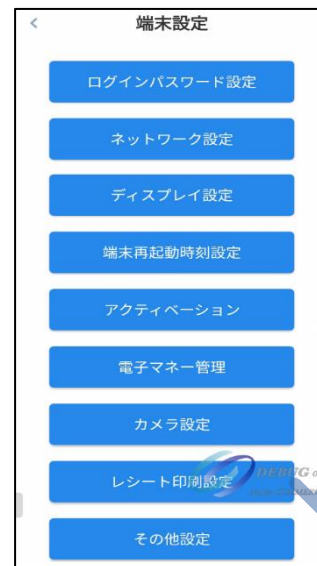 端末設定
ログインパスワード設定
ネットワーク設定
ディスプレイ設定
端末再起動時刻設定
アクティベーション
電子マネー管理
カメラ設定
レシート印刷設定
DEBUG
その他設定